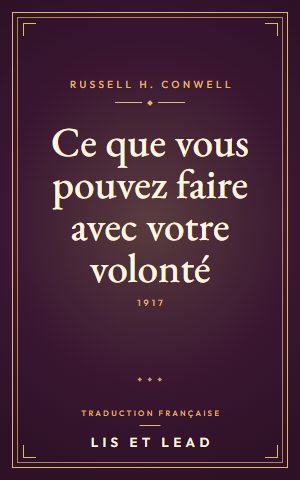 RUSSELL H. CONWELL
Ce que vous
pouvez faire
avec votre
volonté
1917
TRADUCTION FRANÇAISE
LIS ET LEAD